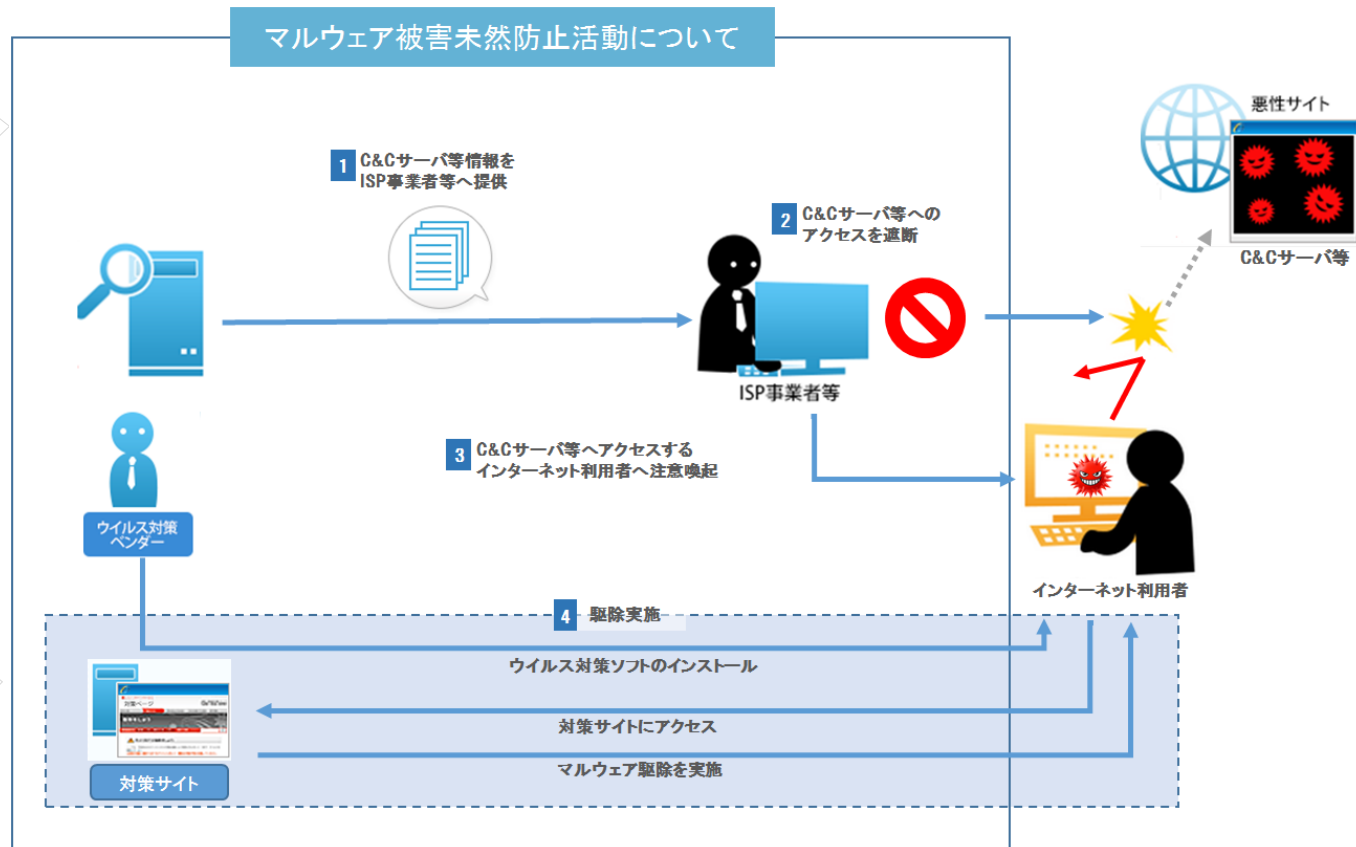 マルウェア被害未然防止活動について
悪性サイト
1 C&Cサーバ等情報を
ISP事業者等へ提供
2 C&Cサーバ等への
アクセスを遮断
C&Cサーバ等
ISP事業者等
3 C&Cサーバ等へアクセスする
インターネット利用者へ注意喚起
ウイルス対策
ベンダー
インターネット利用者
4 駆除実施
ウイルス対策ソフトのインストール
対策ページ
対策サイトにアクセス
マルウェア駆除を実施
対策サイト